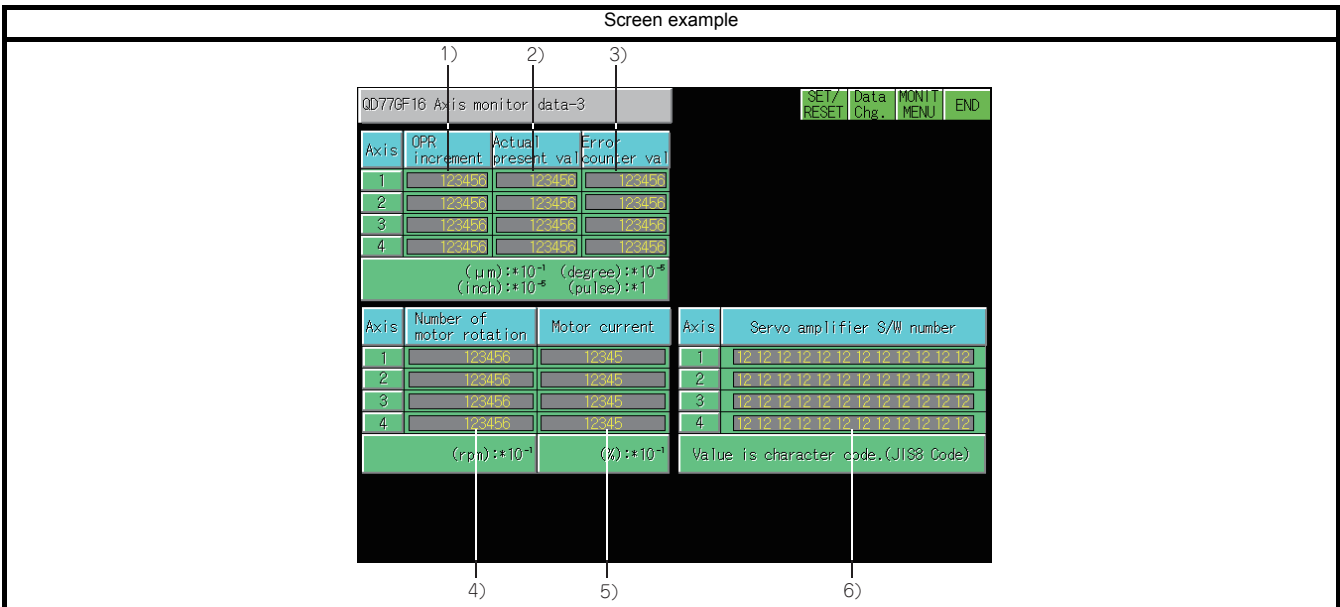 Screen example
1) 2) 3)
QD77GF16 Axis monitor data-3
SET/ RESET Data Chg. MONIT MENU END
Axis OPR increment Actual present val Error counter val
1 123456 123456 123456
2 123456 123456 123456
3 123456 123456 123456
4 123456 123456 123456
(μm):*10⁻¹ (degree):*10⁻⁵
(inch):*10⁻⁵ (pulse):*1
Axis Number of motor rotation Motor current
1 123456 12345
2 123456 12345
3 123456 12345
4 123456 12345
(rpm):*10⁻¹ (%):*10⁻¹
Axis Servo amplifier S/W number
1 12 12 12 12 12 12 12 12 12 12 12 12
2 12 12 12 12 12 12 12 12 12 12 12 12
3 12 12 12 12 12 12 12 12 12 12 12 12
4 12 12 12 12 12 12 12 12 12 12 12 12
Value is character code.(JIS8 Code)
4) 5) 6)